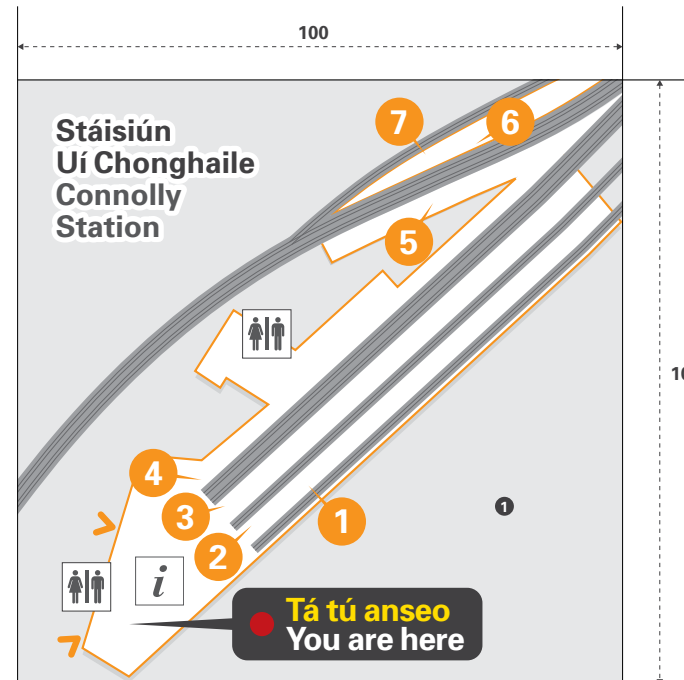 100
Stáisiún
Uí Chonghaile
Connolly
Station
7
6
5
4
3
2
1
1
i
Tá tú anseo
You are here